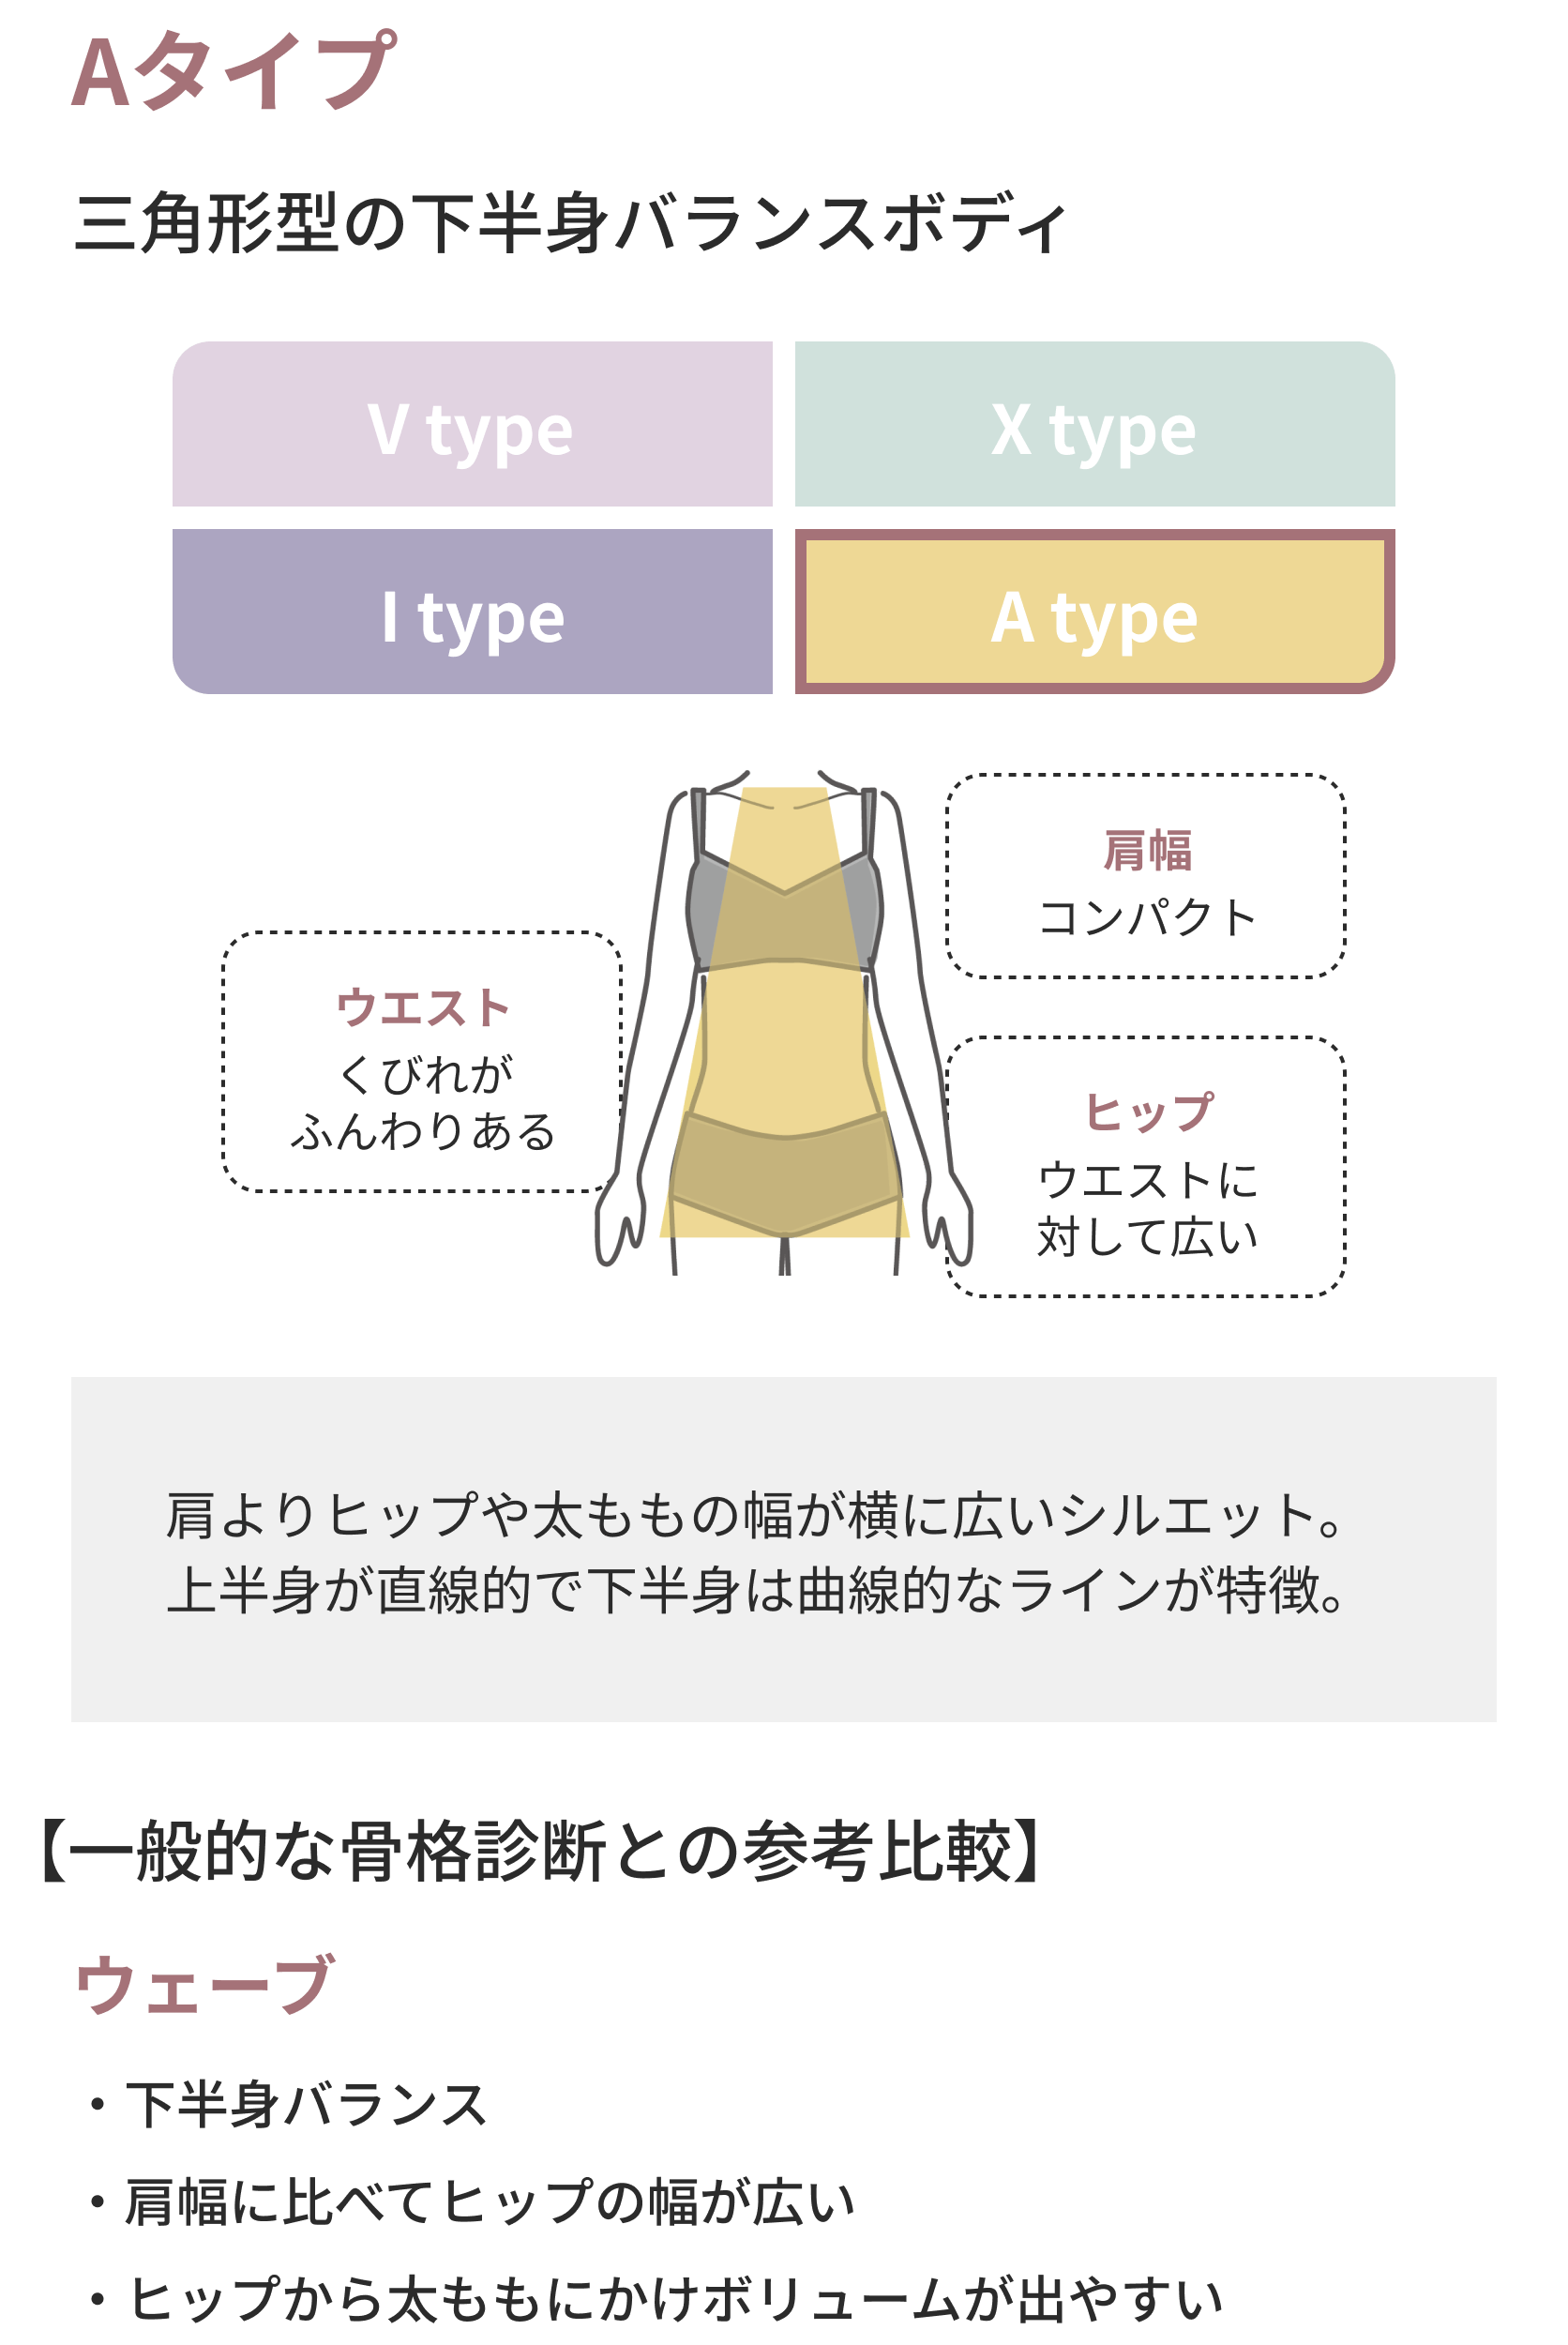 Aタイプ
三角形型の下半身バランスボディ
V type
X type
I type
A type
肩幅
コンパクト
ウエスト
くびれが
ふんわりある
ヒップ
ウエストに
対して広い
肩よりヒップや太ももの幅が横に広いシルエット。
上半身が直線的で下半身は曲線的なラインが特徴。
【一般的な骨格診断との参考比較】
ウェーブ
・下半身バランス
・肩幅に比べてヒップの幅が広い
・ヒップから太ももにかけボリュームが出やすい